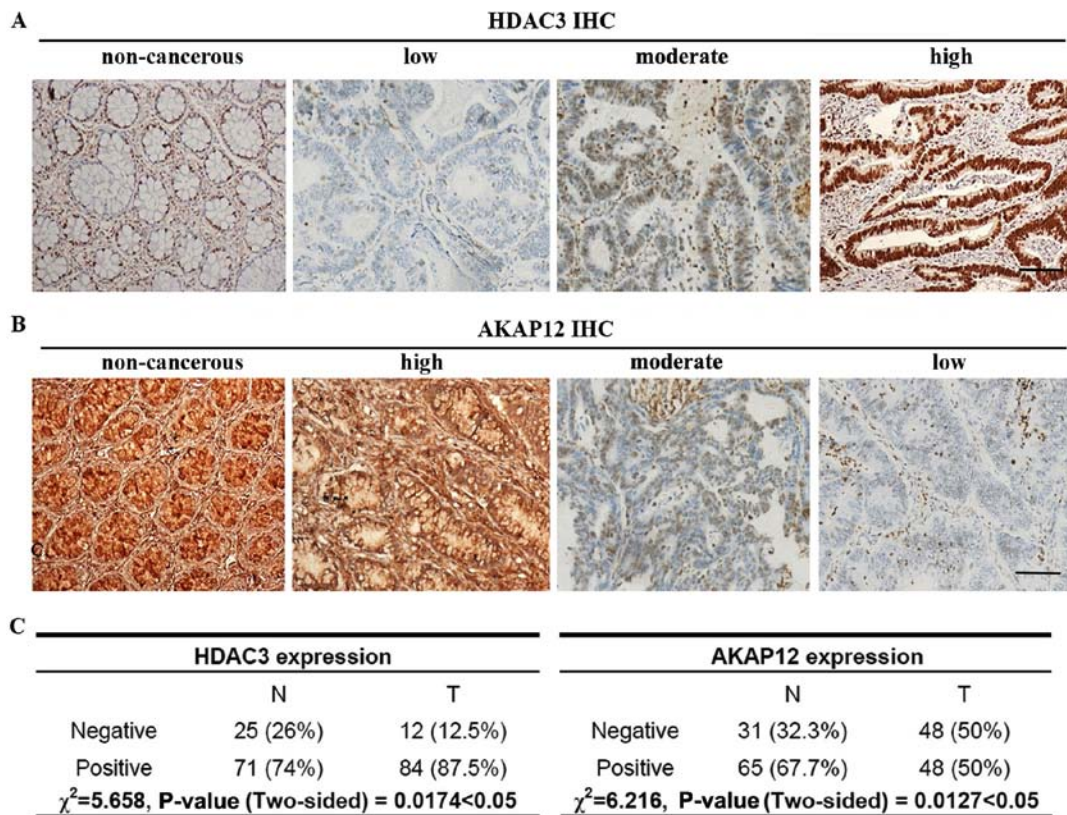 A
HDAC3 IHC
non-cancerous low moderate high
B
AKAP12 IHC
non-cancerous high moderate low
C
HDAC3 expression
N T
Negative 25 (26%) 12 (12.5%)
Positive 71 (74%) 84 (87.5%)
χ²=5.658, P-value (Two-sided) = 0.0174<0.05
AKAP12 expression
N T
31 (32.3%) 48 (50%)
65 (67.7%) 48 (50%)
χ²=6.216, P-value (Two-sided) = 0.0127<0.05